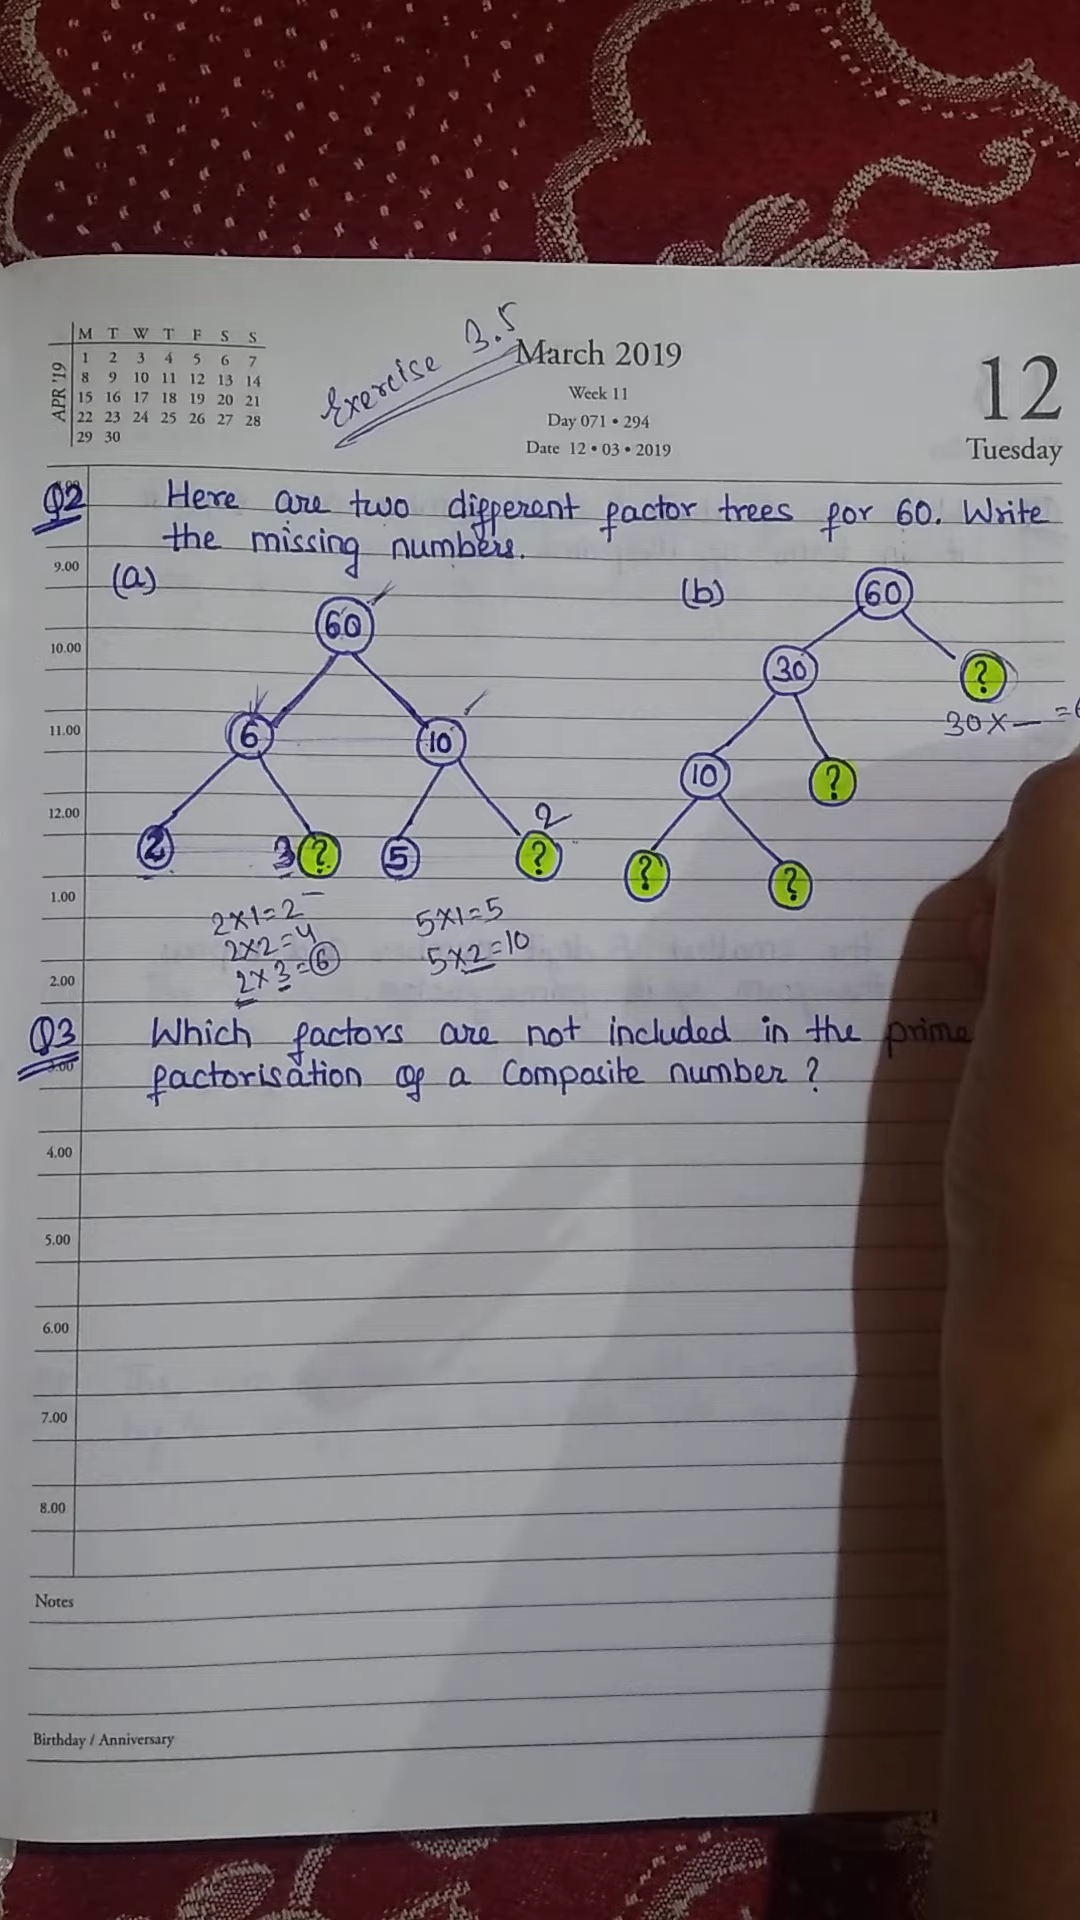 M T W T F S S
APR '19
1 2 3 4 5 6 7
8 9 10 11 12 13 14
15 16 17 18 19 20 21
22 23 24 25 26 27 28
29 30
Exercise 3.5
March 2019
Week 11
Day 071 • 294
Date 12 • 03 • 2019
12
Tuesday
Q2 Here are two different factor trees for 60. Write
the missing numbers.
9.00
(a)
60
10.00
6 10
11.00
12.00
2
2 3 ? 5 ?
1.00
2×1=2
2×2=4
2×3=6
5×1=5
5×2=10
(b)
60
30 ?
30×—=
10 ?
? ?
2.00
Q3 Which factors are not included in the prime
3.00
factorisation of a composite number ?
4.00
5.00
6.00
7.00
8.00
Notes
Birthday / Anniversary